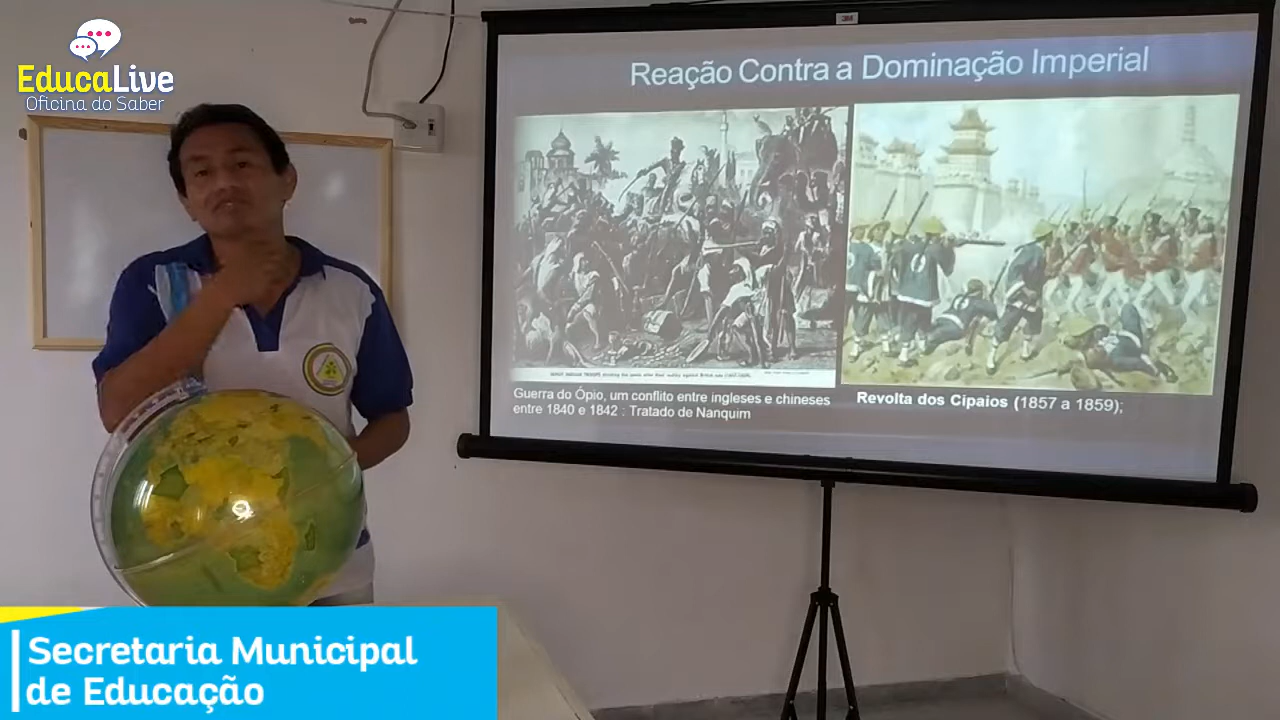 EducaLive
Oficina do Saber
Reação Contra a Dominação Imperial
Guerra do Ópio, um conflito entre ingleses e chineses
entre 1840 e 1842 : Tratado de Nanquim
Revolta dos Cipaios (1857 a 1859);
Secretaria Municipal
de Educação